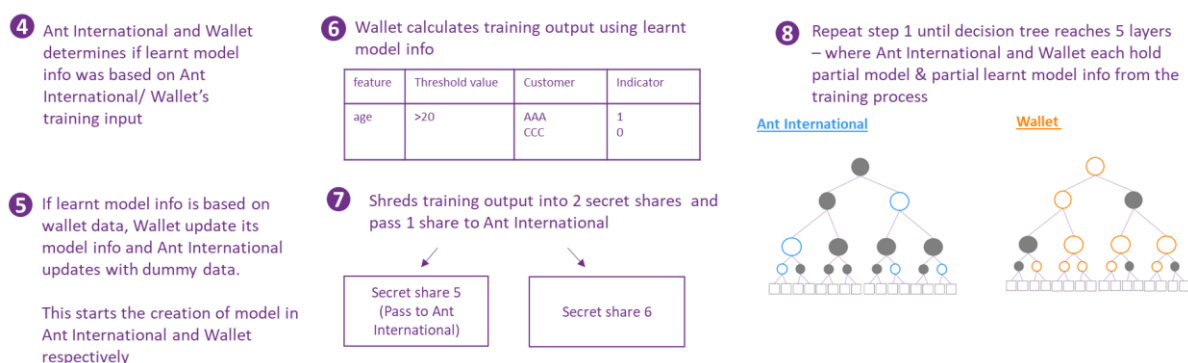 4 Ant International and Wallet
determines if learnt model
info was based on Ant
International/ Wallet's
training input
5 If learnt model info is based on
wallet data, Wallet update its
model info and Ant International
updates with dummy data.
This starts the creation of model in
Ant International and Wallet
respectively
6 Wallet calculates training output using learnt
model info
feature Threshold value Customer Indicator
age >20 AAA 1
CCC 0
7 Shreds training output into 2 secret shares and
pass 1 share to Ant International
Secret share 5
(Pass to Ant
International)
Secret share 6
8 Repeat step 1 until decision tree reaches 5 layers
– where Ant International and Wallet each hold
partial model & partial learnt model info from the
training process
Ant International
Wallet